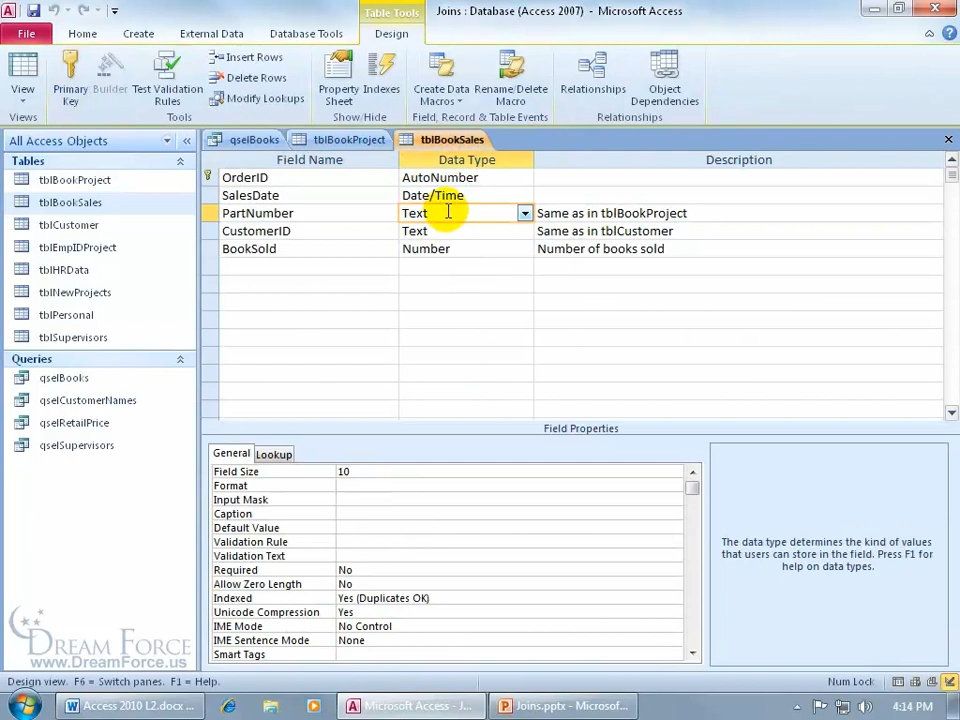 Table Tools
Joins : Database (Access 2007) - Microsoft Access
File Home Create External Data Database Tools Design
View
Primary Key
Builder
Test Validation Rules
Insert Rows
Delete Rows
Modify Lookups
Property Sheet
Indexes
Create Data Macros
Rename/Delete Macro
Relationships
Object Dependencies
Views Tools Show/Hide Field, Record & Table Events Relationships
All Access Objects
qselBooks tblBookProject tblBookSales
Tables
tblBookProject
tblBookSales
tblCustomer
tblEmpIDProject
tblHRData
tblNewProjects
tblPersonal
tblSupervisors
Queries
qselBooks
qselCustomerNames
qselRetailPrice
qselSupervisors
Field Name Data Type Description
OrderID AutoNumber
SalesDate Date/Time
PartNumber Text Same as in tblBookProject
CustomerID Text Same as in tblCustomer
BookSold Number Number of books sold
Field Properties
General Lookup
Field Size 10
Format
Input Mask
Caption
Default Value
Validation Rule
Validation Text
Required No
Allow Zero Length No
Indexed Yes (Duplicates OK)
Unicode Compression Yes
IME Mode No Control
IME Sentence Mode None
Smart Tags
The data type determines the kind of values
that users can store in the field. Press F1 for
help on data types.
DREAM FORCE
www.DreamForce.us
Design view. F6 = Switch panes. F1 = Help.
Num Lock
Access 2010 L2.docx ...
Microsoft Access - J...
Joins.pptx - Microsof...
4:14 PM